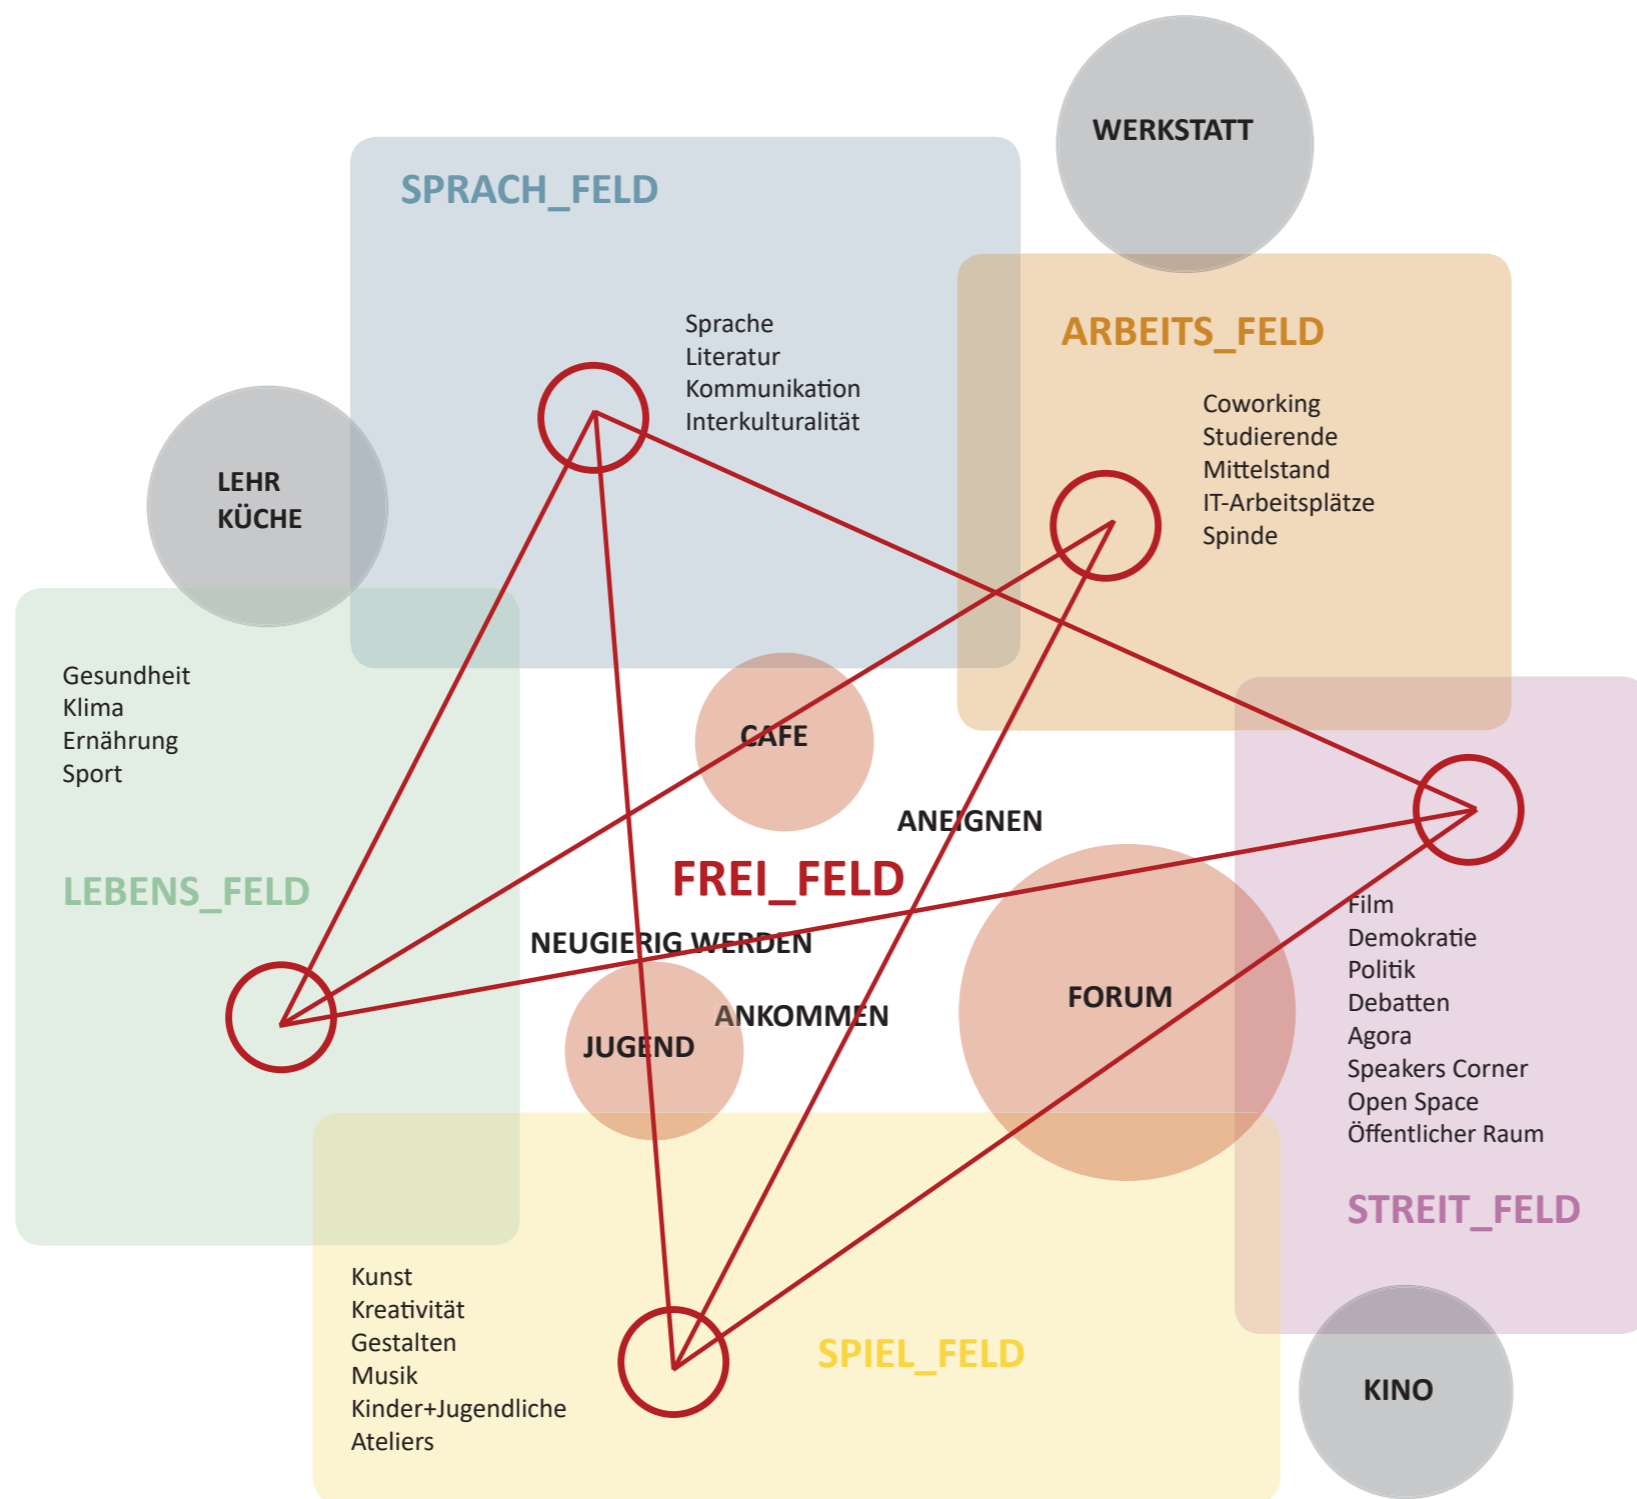 WERKSTATT
SPRACH_FELD
Sprache
Literatur
Kommunikation
Interkulturalität
ARBEITS_FELD
Coworking
Studierende
Mittelstand
IT-Arbeitsplätze
Spinde
LEHR
KÜCHE
Gesundheit
Klima
Ernährung
Sport
LEBENS_FELD
CAFE
ANEIGNEN
FREI_FELD
NEUGIERIG WERDEN
ANKOMMEN
JUGEND
FORUM
Film
Demokratie
Politik
Debatten
Agora
Speakers Corner
Open Space
Öffentlicher Raum
STREIT_FELD
Kunst
Kreativität
Gestalten
Musik
Kinder+Jugendliche
Ateliers
SPIEL_FELD
KINO